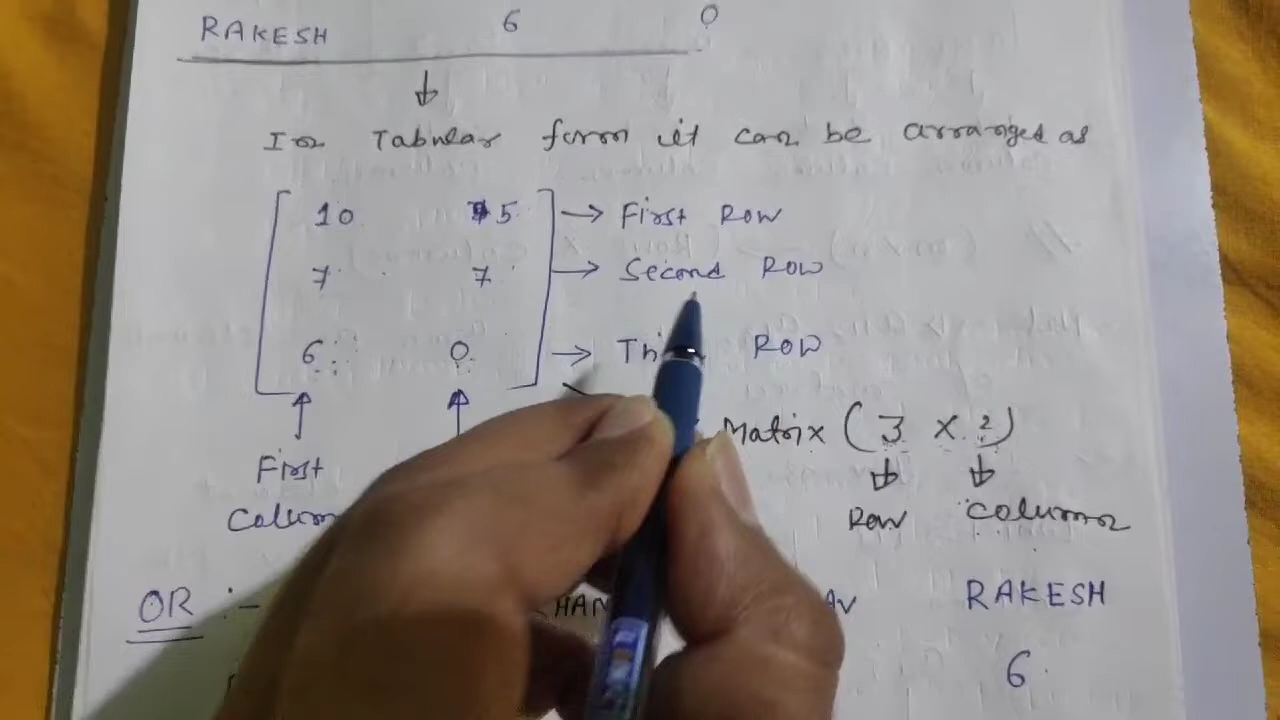 RAKESH 6 0
In Tabular form it can be arranged as
10 5 → First Row
7 7 → Second Row
6 0 → Row
Matrix (3 × 2)
First
Row Column
OR :- RAKESH
6